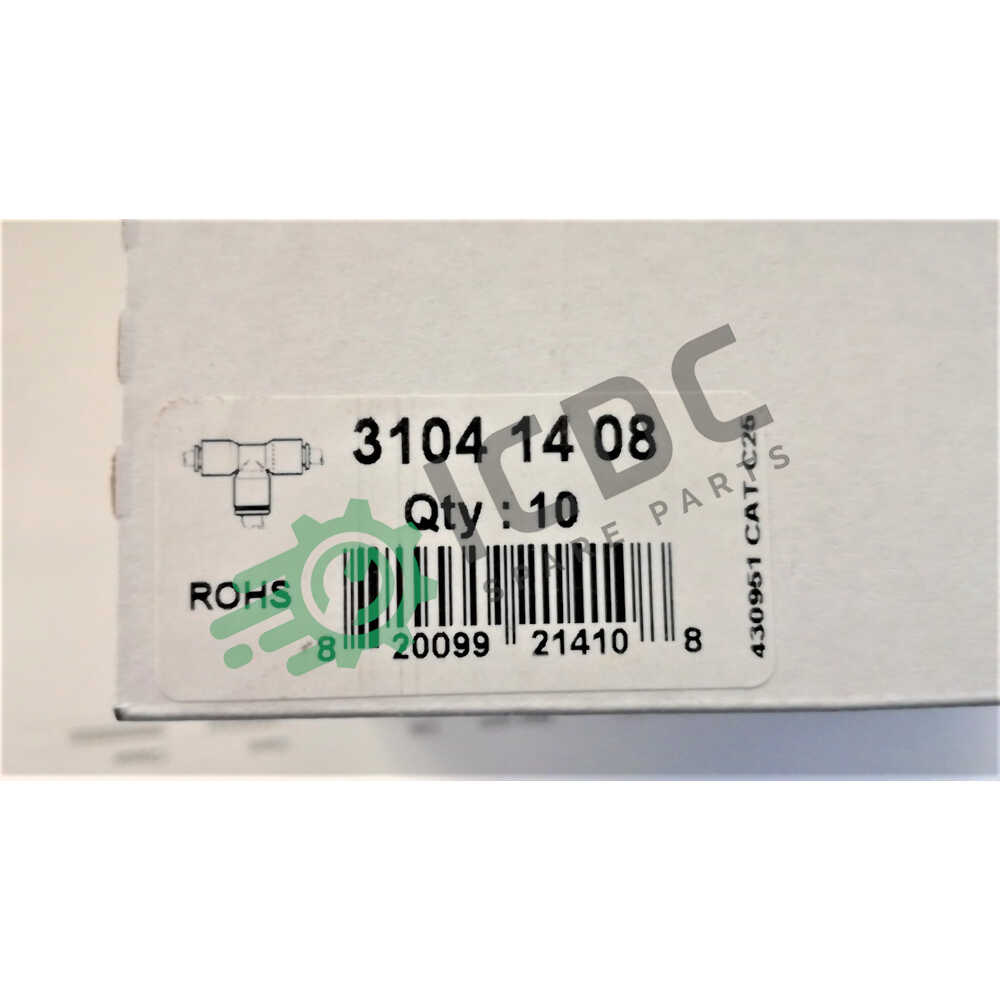 3104 14 08
Qty : 10
ROHS
8 20099 21410 8
430951 CAT C25
ICDC
SPARE PARTS